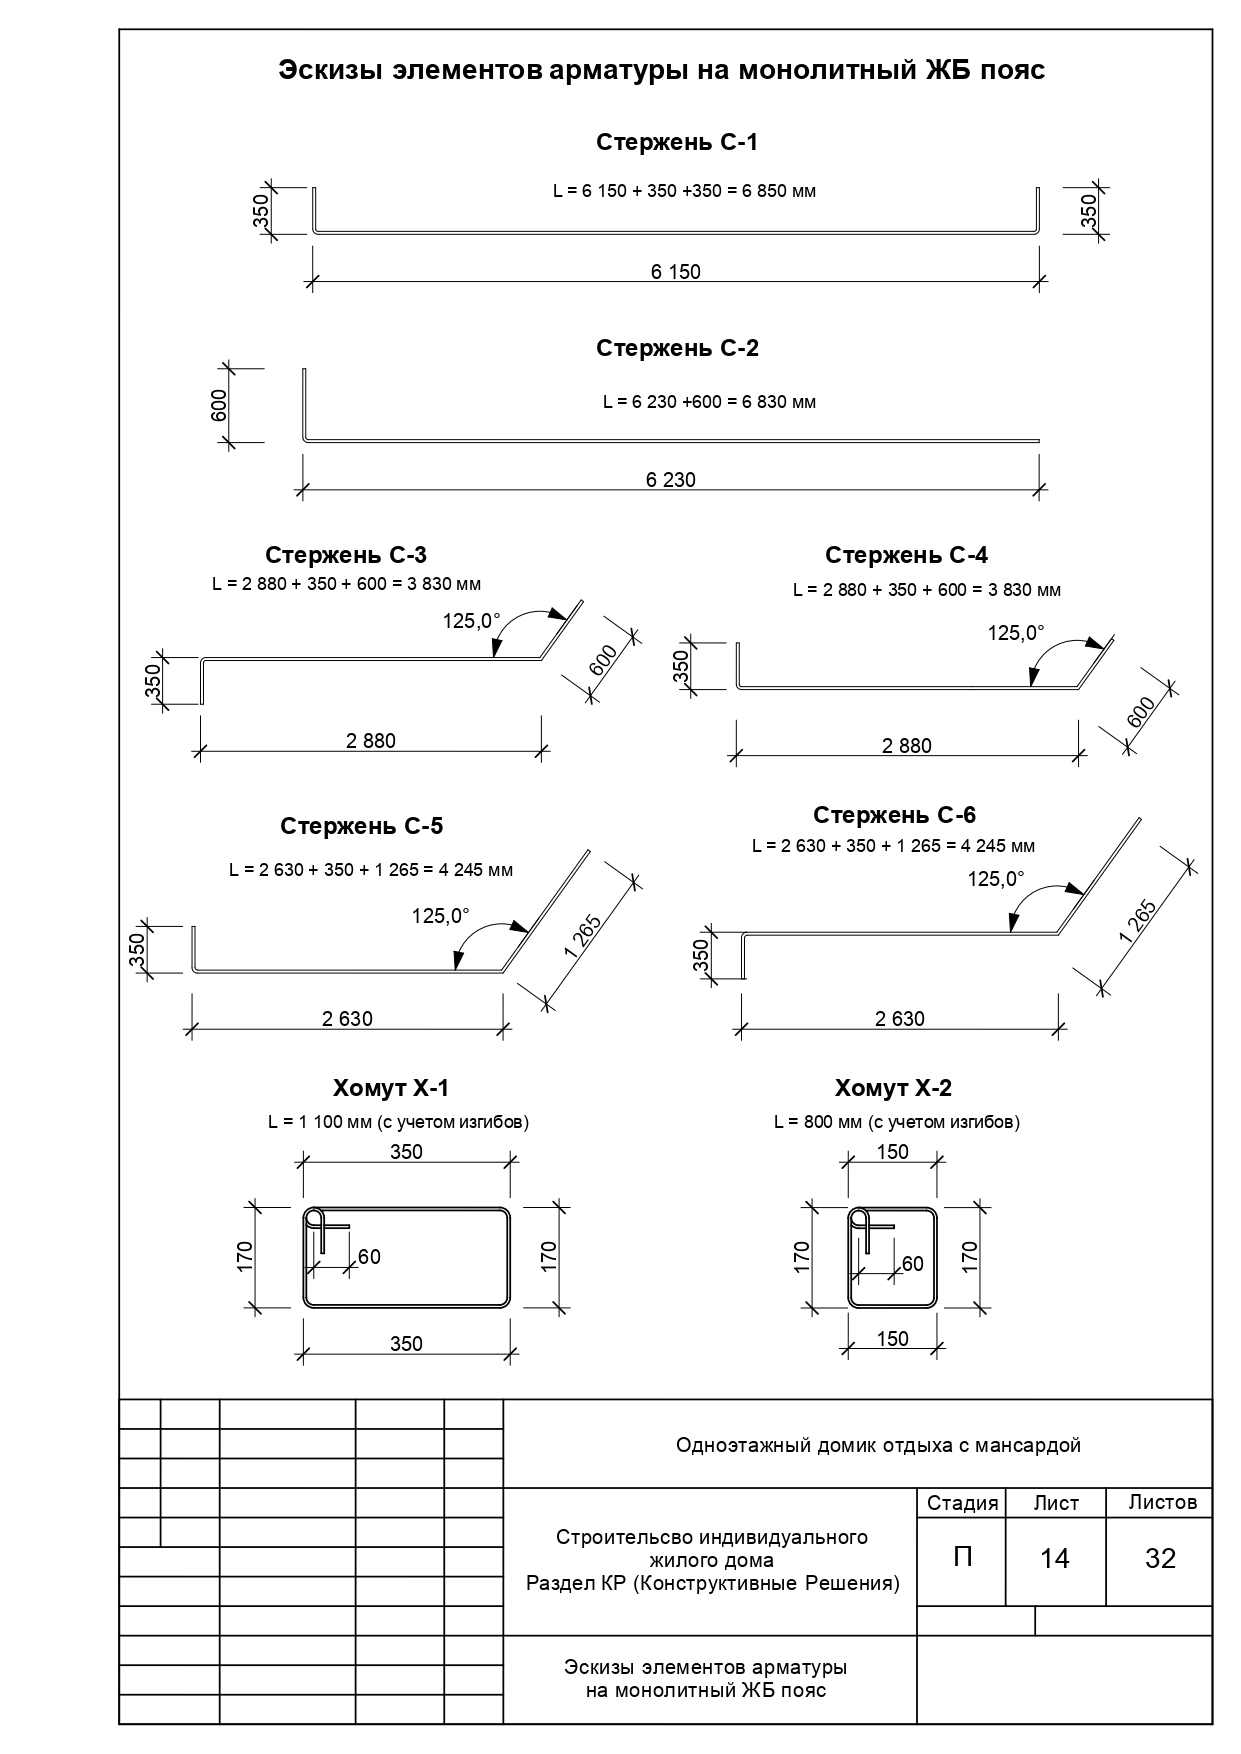 Эскизы элементов арматуры на монолитный ЖБ пояс
Стержень С-1
L = 6 150 + 350 +350 = 6 850 мм
350
350
6 150
Стержень С-2
L = 6 230 +600 = 6 830 мм
600
6 230
Стержень С-3
L = 2 880 + 350 + 600 = 3 830 мм
125,0°
350
600
2 880
Стержень С-4
L = 2 880 + 350 + 600 = 3 830 мм
125,0°
350
600
2 880
Стержень С-5
L = 2 630 + 350 + 1 265 = 4 245 мм
125,0°
350
1 265
2 630
Стержень С-6
L = 2 630 + 350 + 1 265 = 4 245 мм
125,0°
350
1 265
2 630
Хомут Х-1
L = 1 100 мм (с учетом изгибов)
350
170
60
170
350
Хомут Х-2
L = 800 мм (с учетом изгибов)
150
170
60
170
150
Одноэтажный домик отдыха с мансардой
Строительсво индивидуального
жилого дома
Раздел КР (Конструктивные Решения)
Стадия Лист Листов
П 14 32
Эскизы элементов арматуры
на монолитный ЖБ пояс